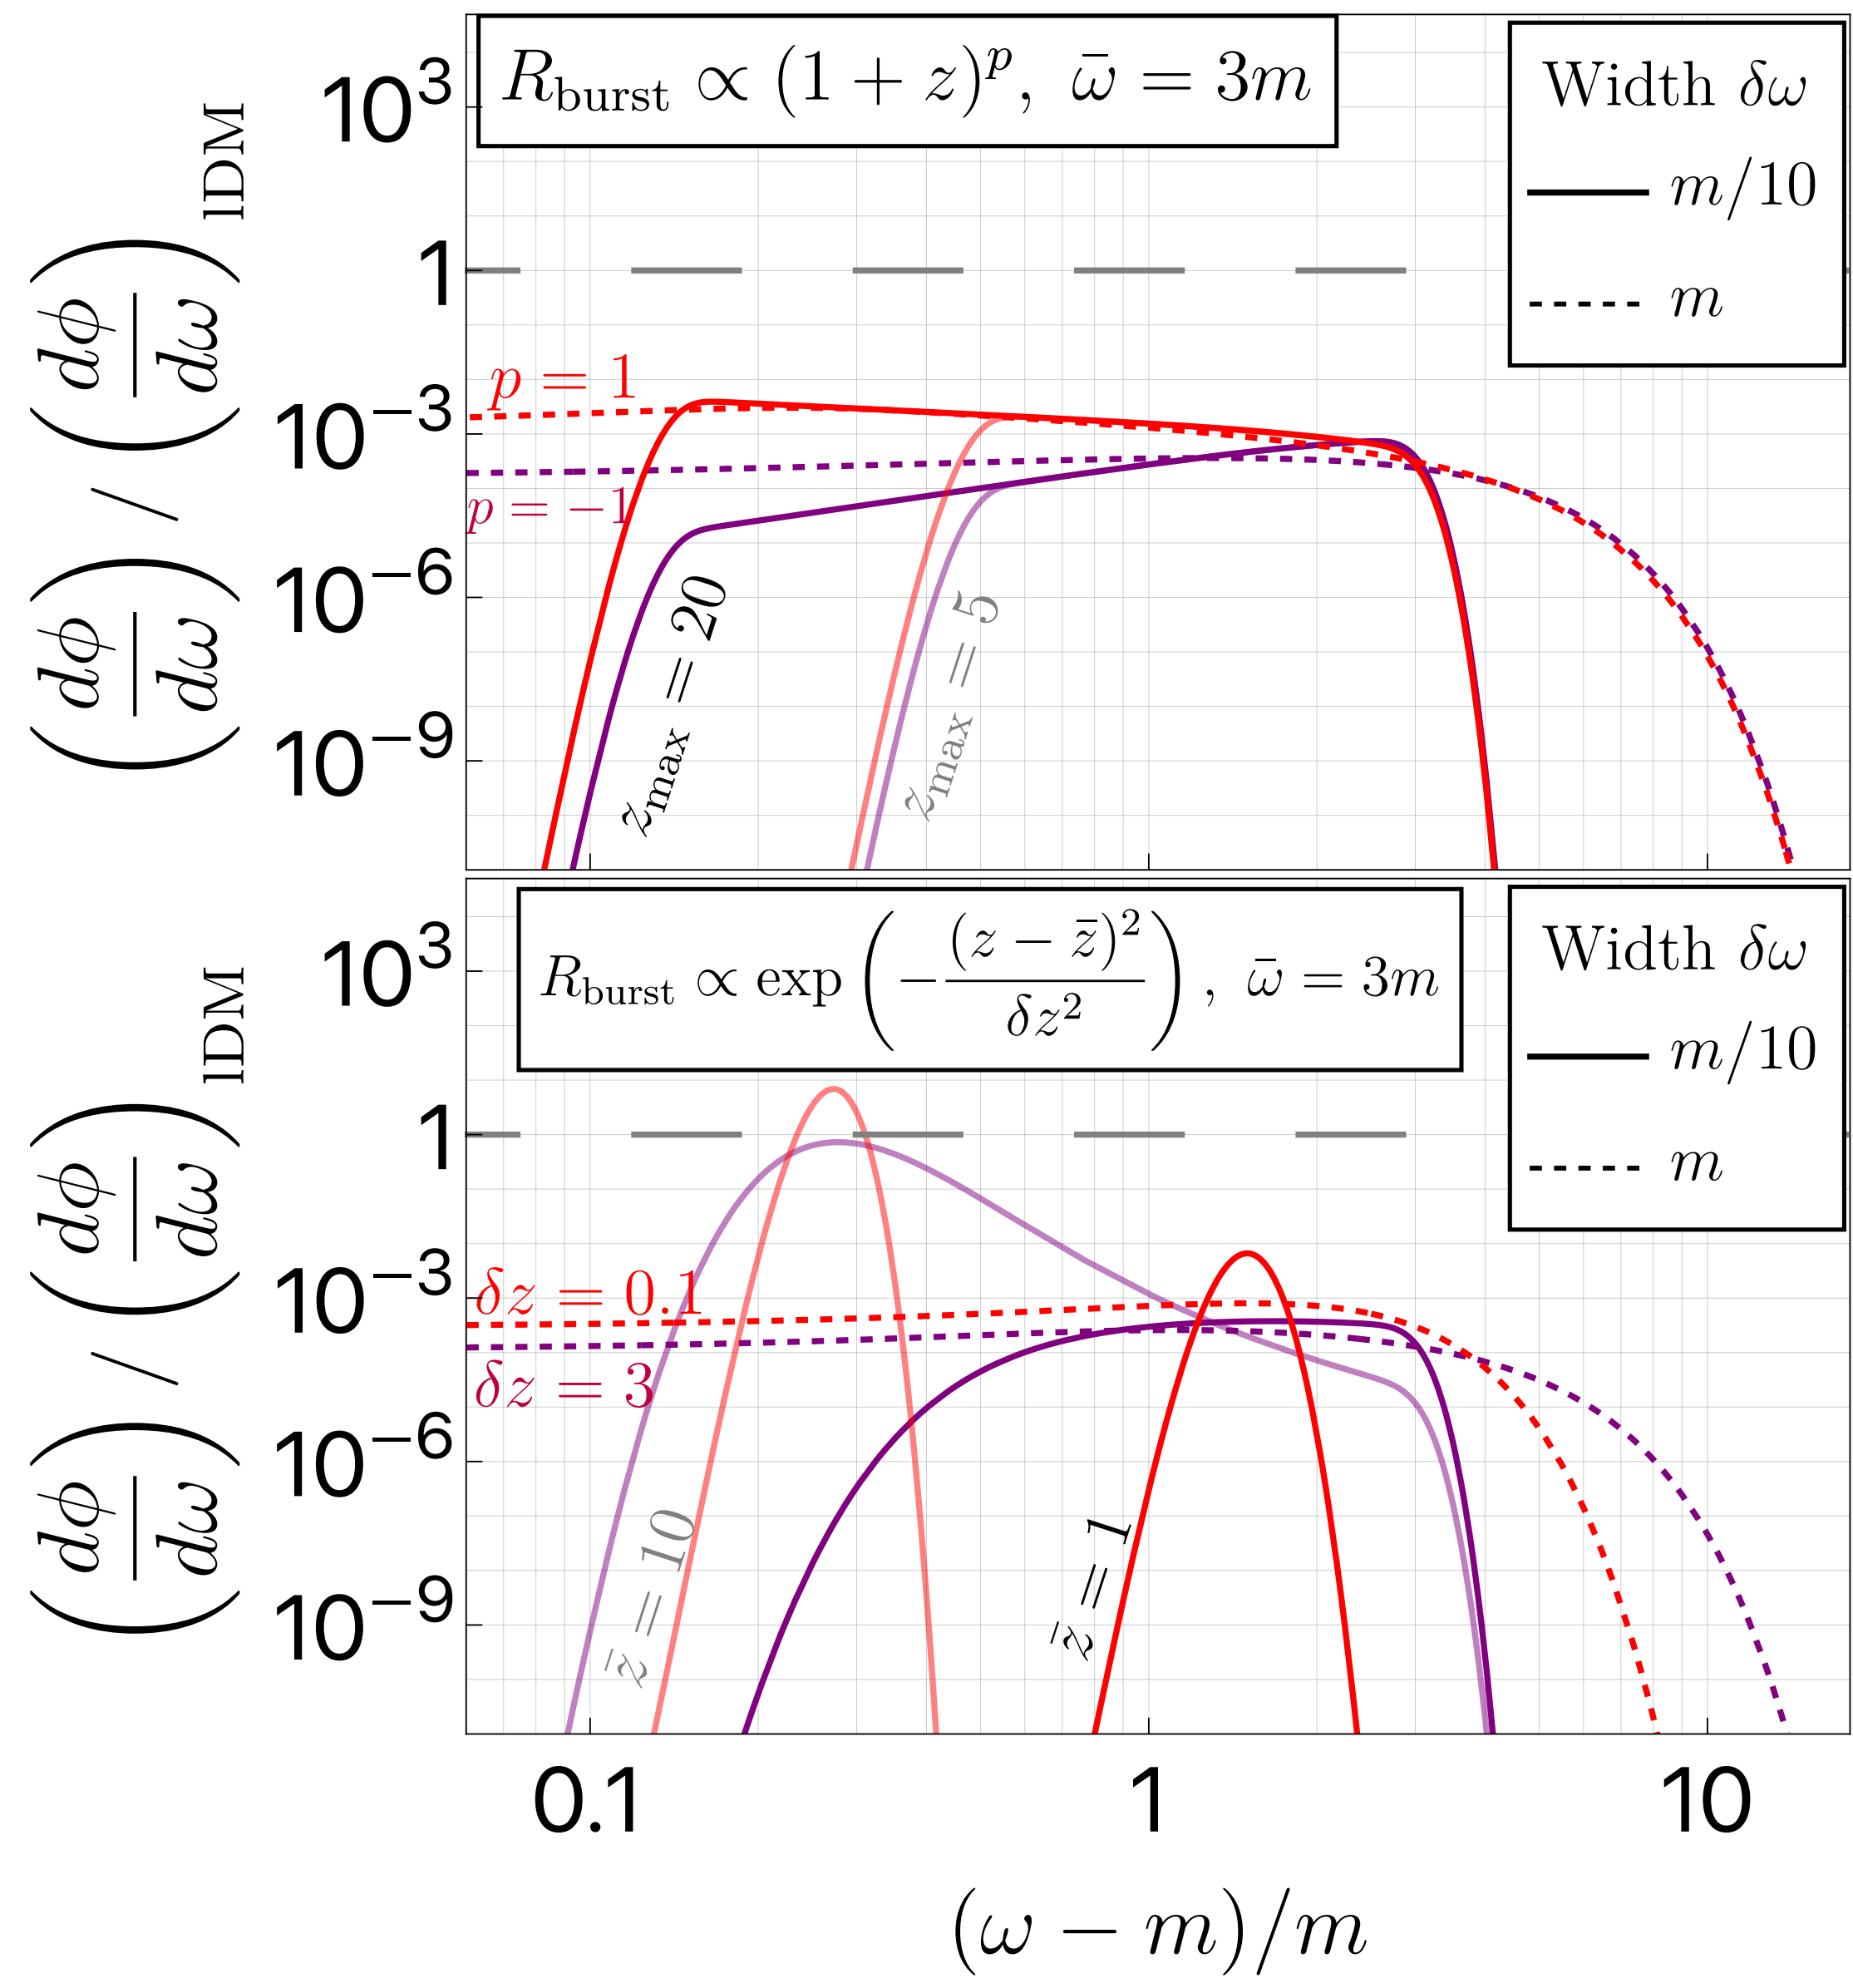 R_burst ∝ (1 + z)^p, ω̄ = 3m
Width δω
m/10
m
10^3
1
10^−3
10^−6
10^−9
(dϕ/dω) / (dϕ/dω)_IDM
p = 1
p = −1
z_max = 20
z_max = 5
R_burst ∝ exp(−(z − z̄)^2/δz^2), ω̄ = 3m
Width δω
m/10
m
10^3
1
10^−3
10^−6
10^−9
(dϕ/dω) / (dϕ/dω)_IDM
δz = 0.1
δz = 3
z̄ = 10
z̄ = 1
0.1 1 10
(ω − m)/m